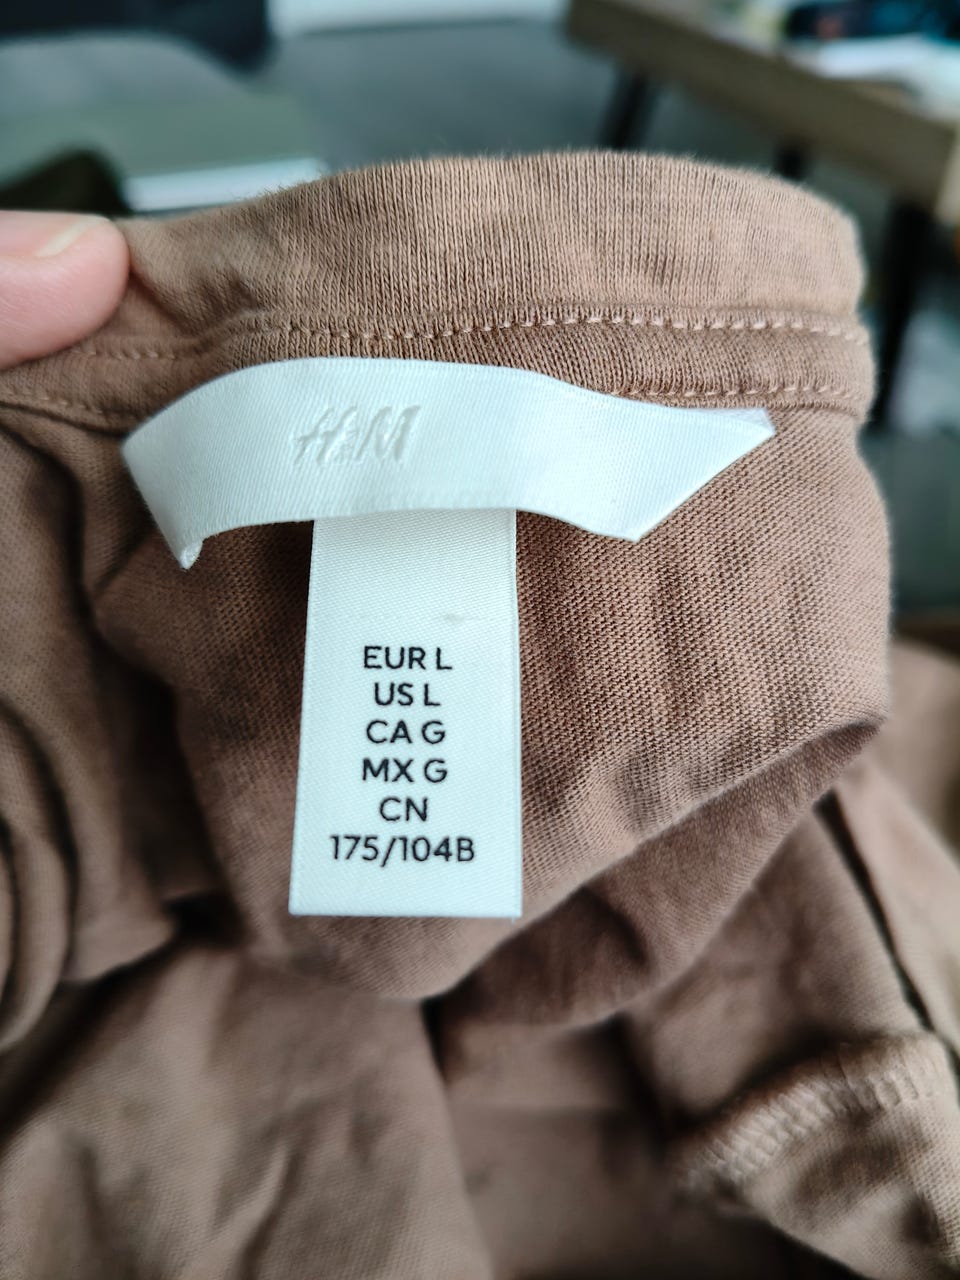 H&M
EUR L
US L
CA G
MX G
CN
175/104B